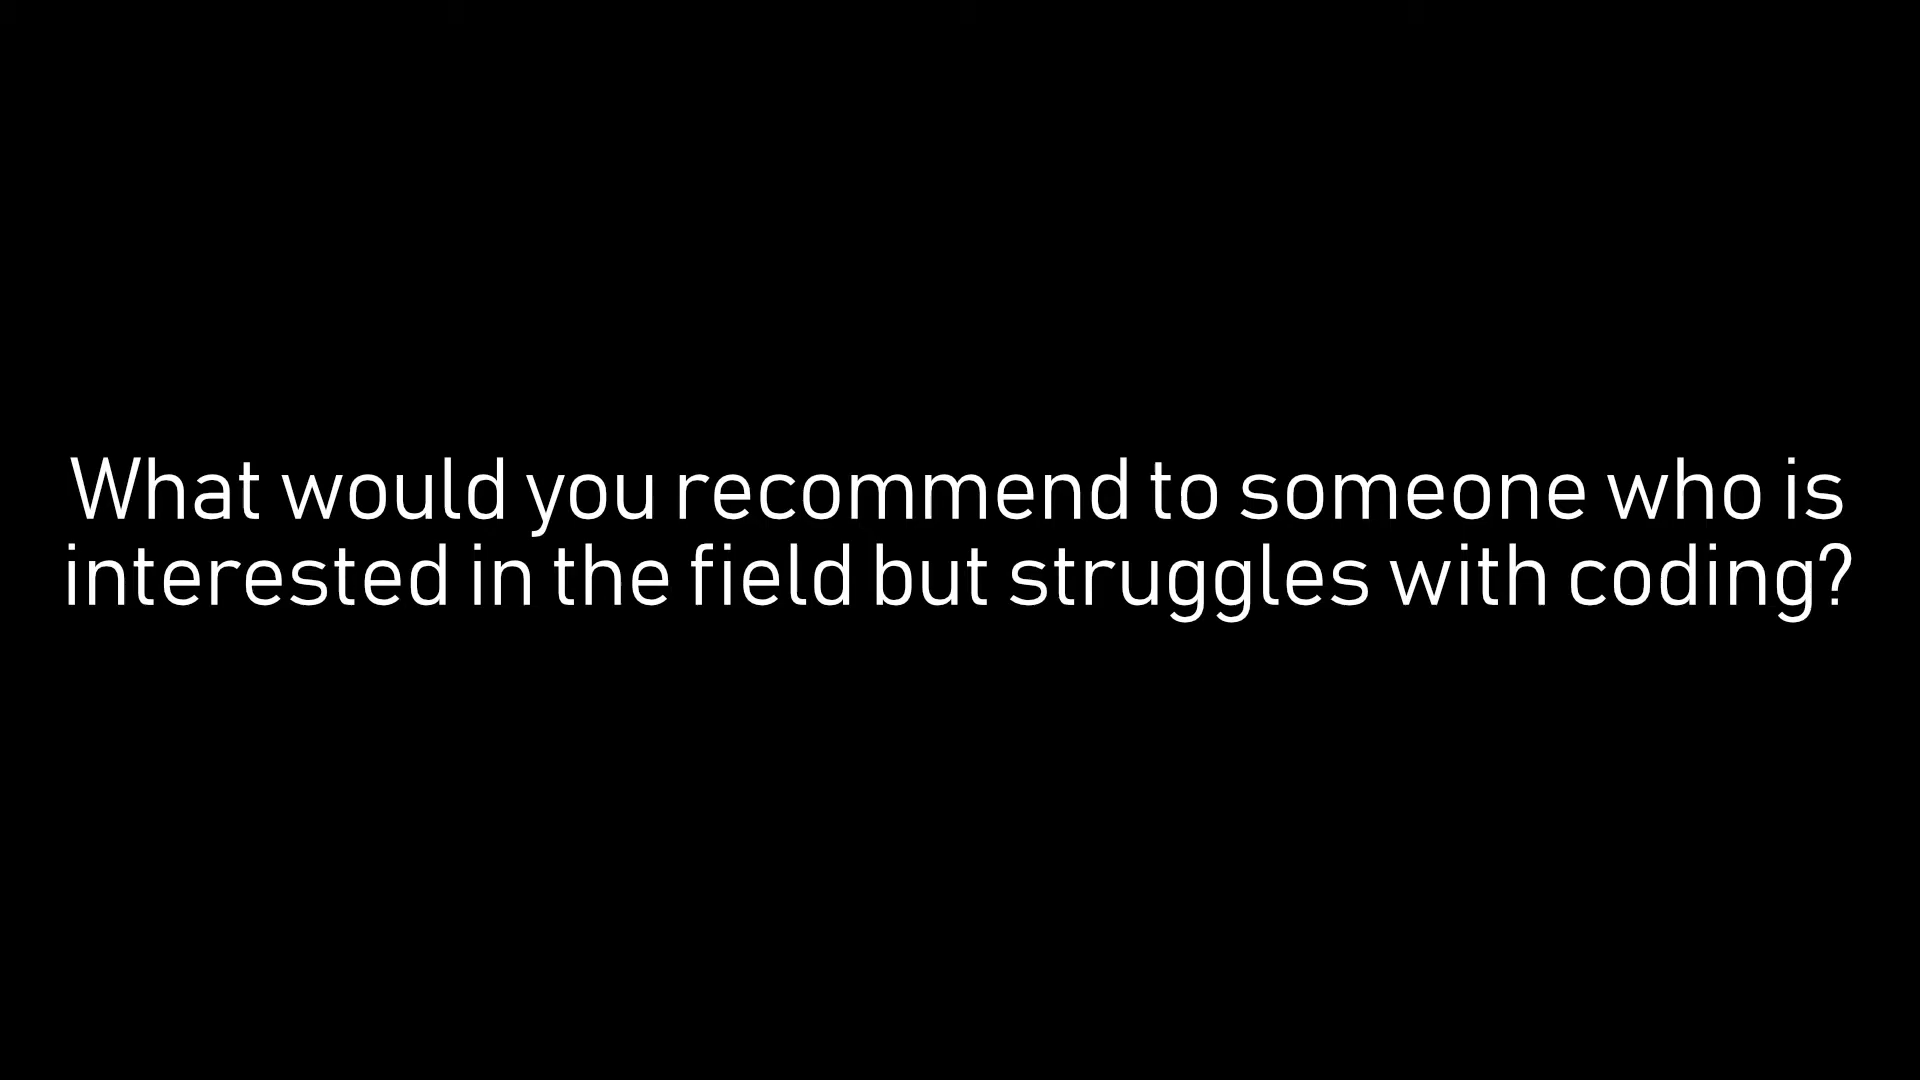 What would you recommend to someone who is
interested in the field but struggles with coding?